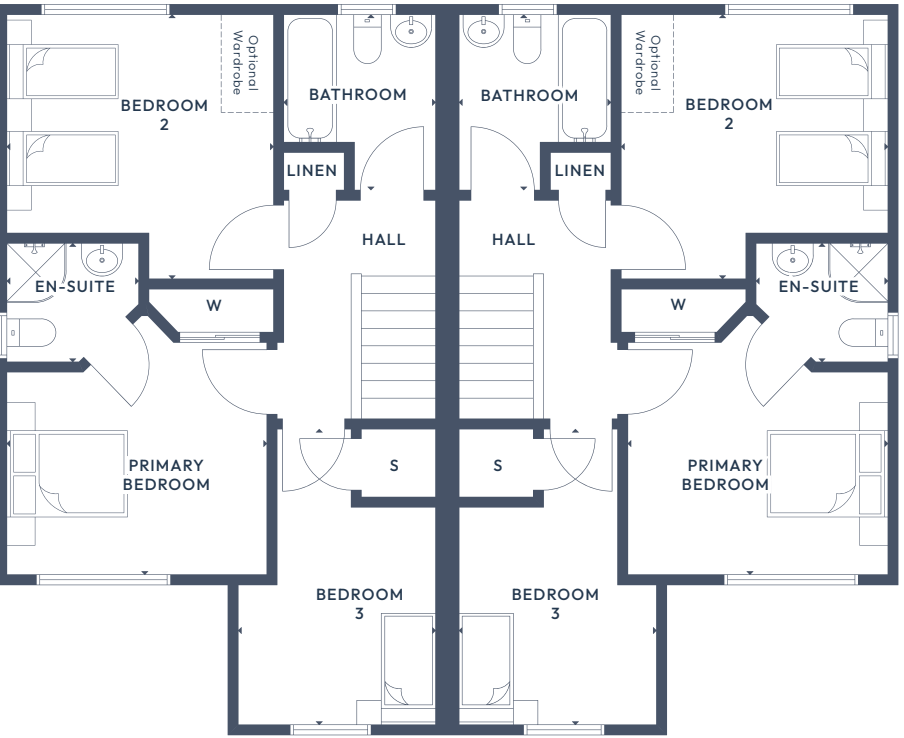 Optional
Wardrobe
BEDROOM
2
BATHROOM
BATHROOM
Optional
Wardrobe
BEDROOM
2
LINEN
LINEN
HALL
HALL
EN-SUITE
W
W
EN-SUITE
PRIMARY
BEDROOM
S
S
PRIMARY
BEDROOM
BEDROOM
3
BEDROOM
3